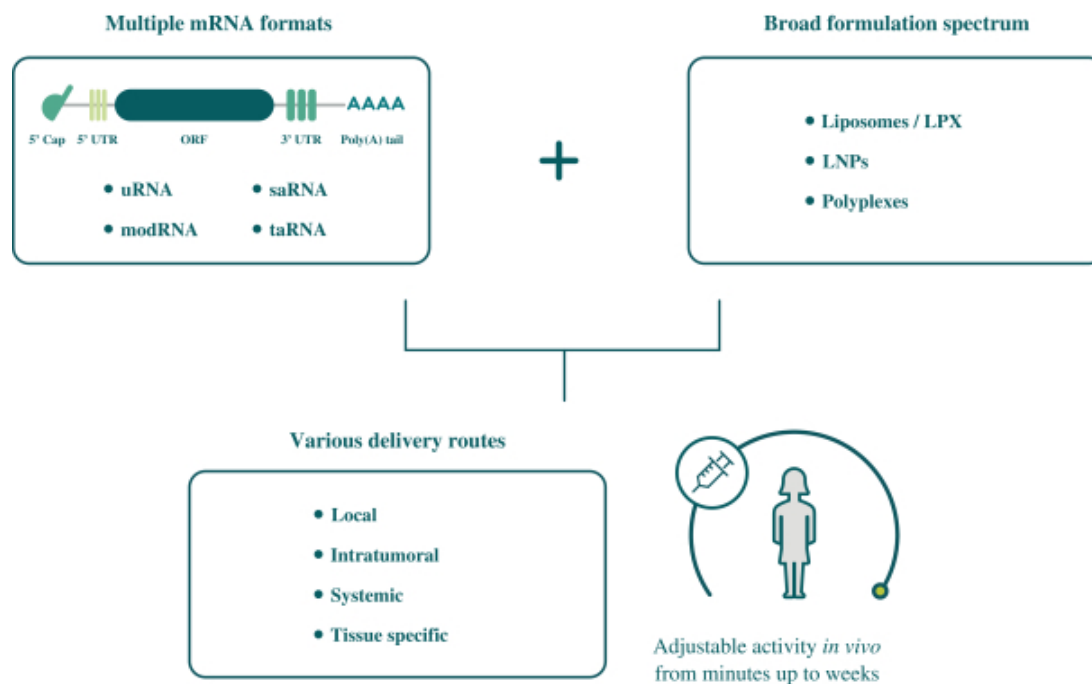 Multiple mRNA formats
AAAA
5' Cap 5' UTR ORF 3' UTR Poly(A) tail
• uRNA • saRNA
• modRNA • taRNA
+
Broad formulation spectrum
• Liposomes / LPX
• LNPs
• Polyplexes
Various delivery routes
• Local
• Intratumoral
• Systemic
• Tissue specific
Adjustable activity in vivo
from minutes up to weeks